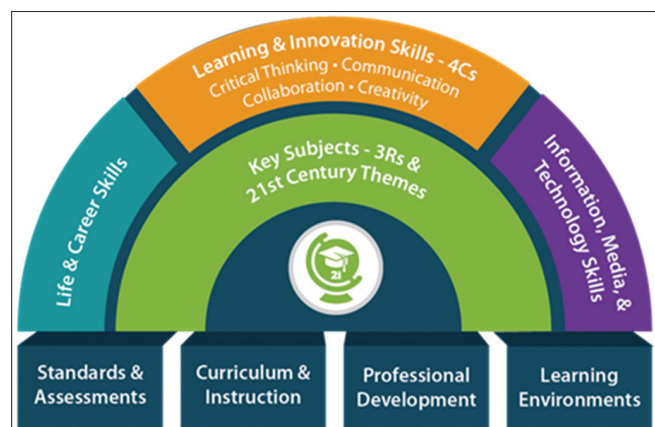 Learning & Innovation Skills - 4Cs
Critical Thinking • Communication
Collaboration • Creativity
Life & Career Skills
Key Subjects - 3Rs &
21st Century Themes
Information, Media, &
Technology Skills
21
Standards &
Assessments
Curriculum &
Instruction
Professional
Development
Learning
Environments